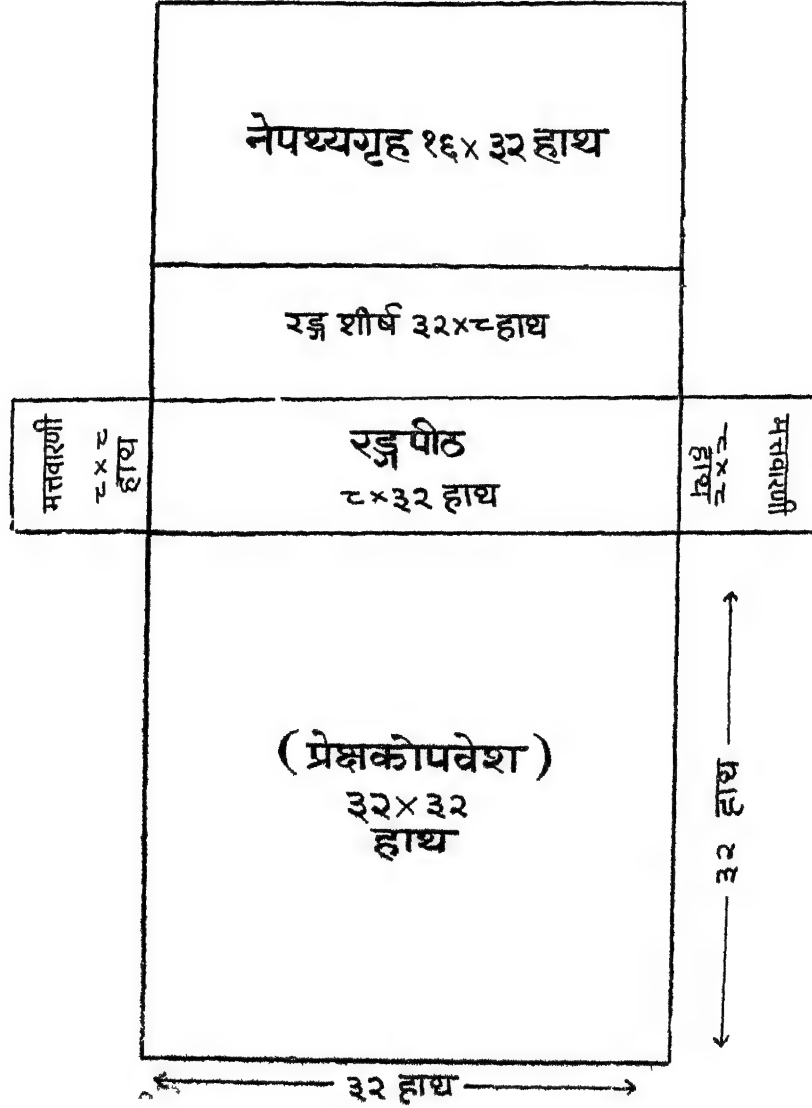 नेपथ्यगृह १६× ३२ हाथ
रङ्ग शीर्ष ३२×८ हाथ
मत्तवारणी
८×८
हाथ
रङ्ग पीठ
८×३२ हाथ
८×८
हाथ
मत्तवारणी
(प्रेक्षकोपवेश)
३२×३२
हाथ
३२ हाथ
३२ हाथ